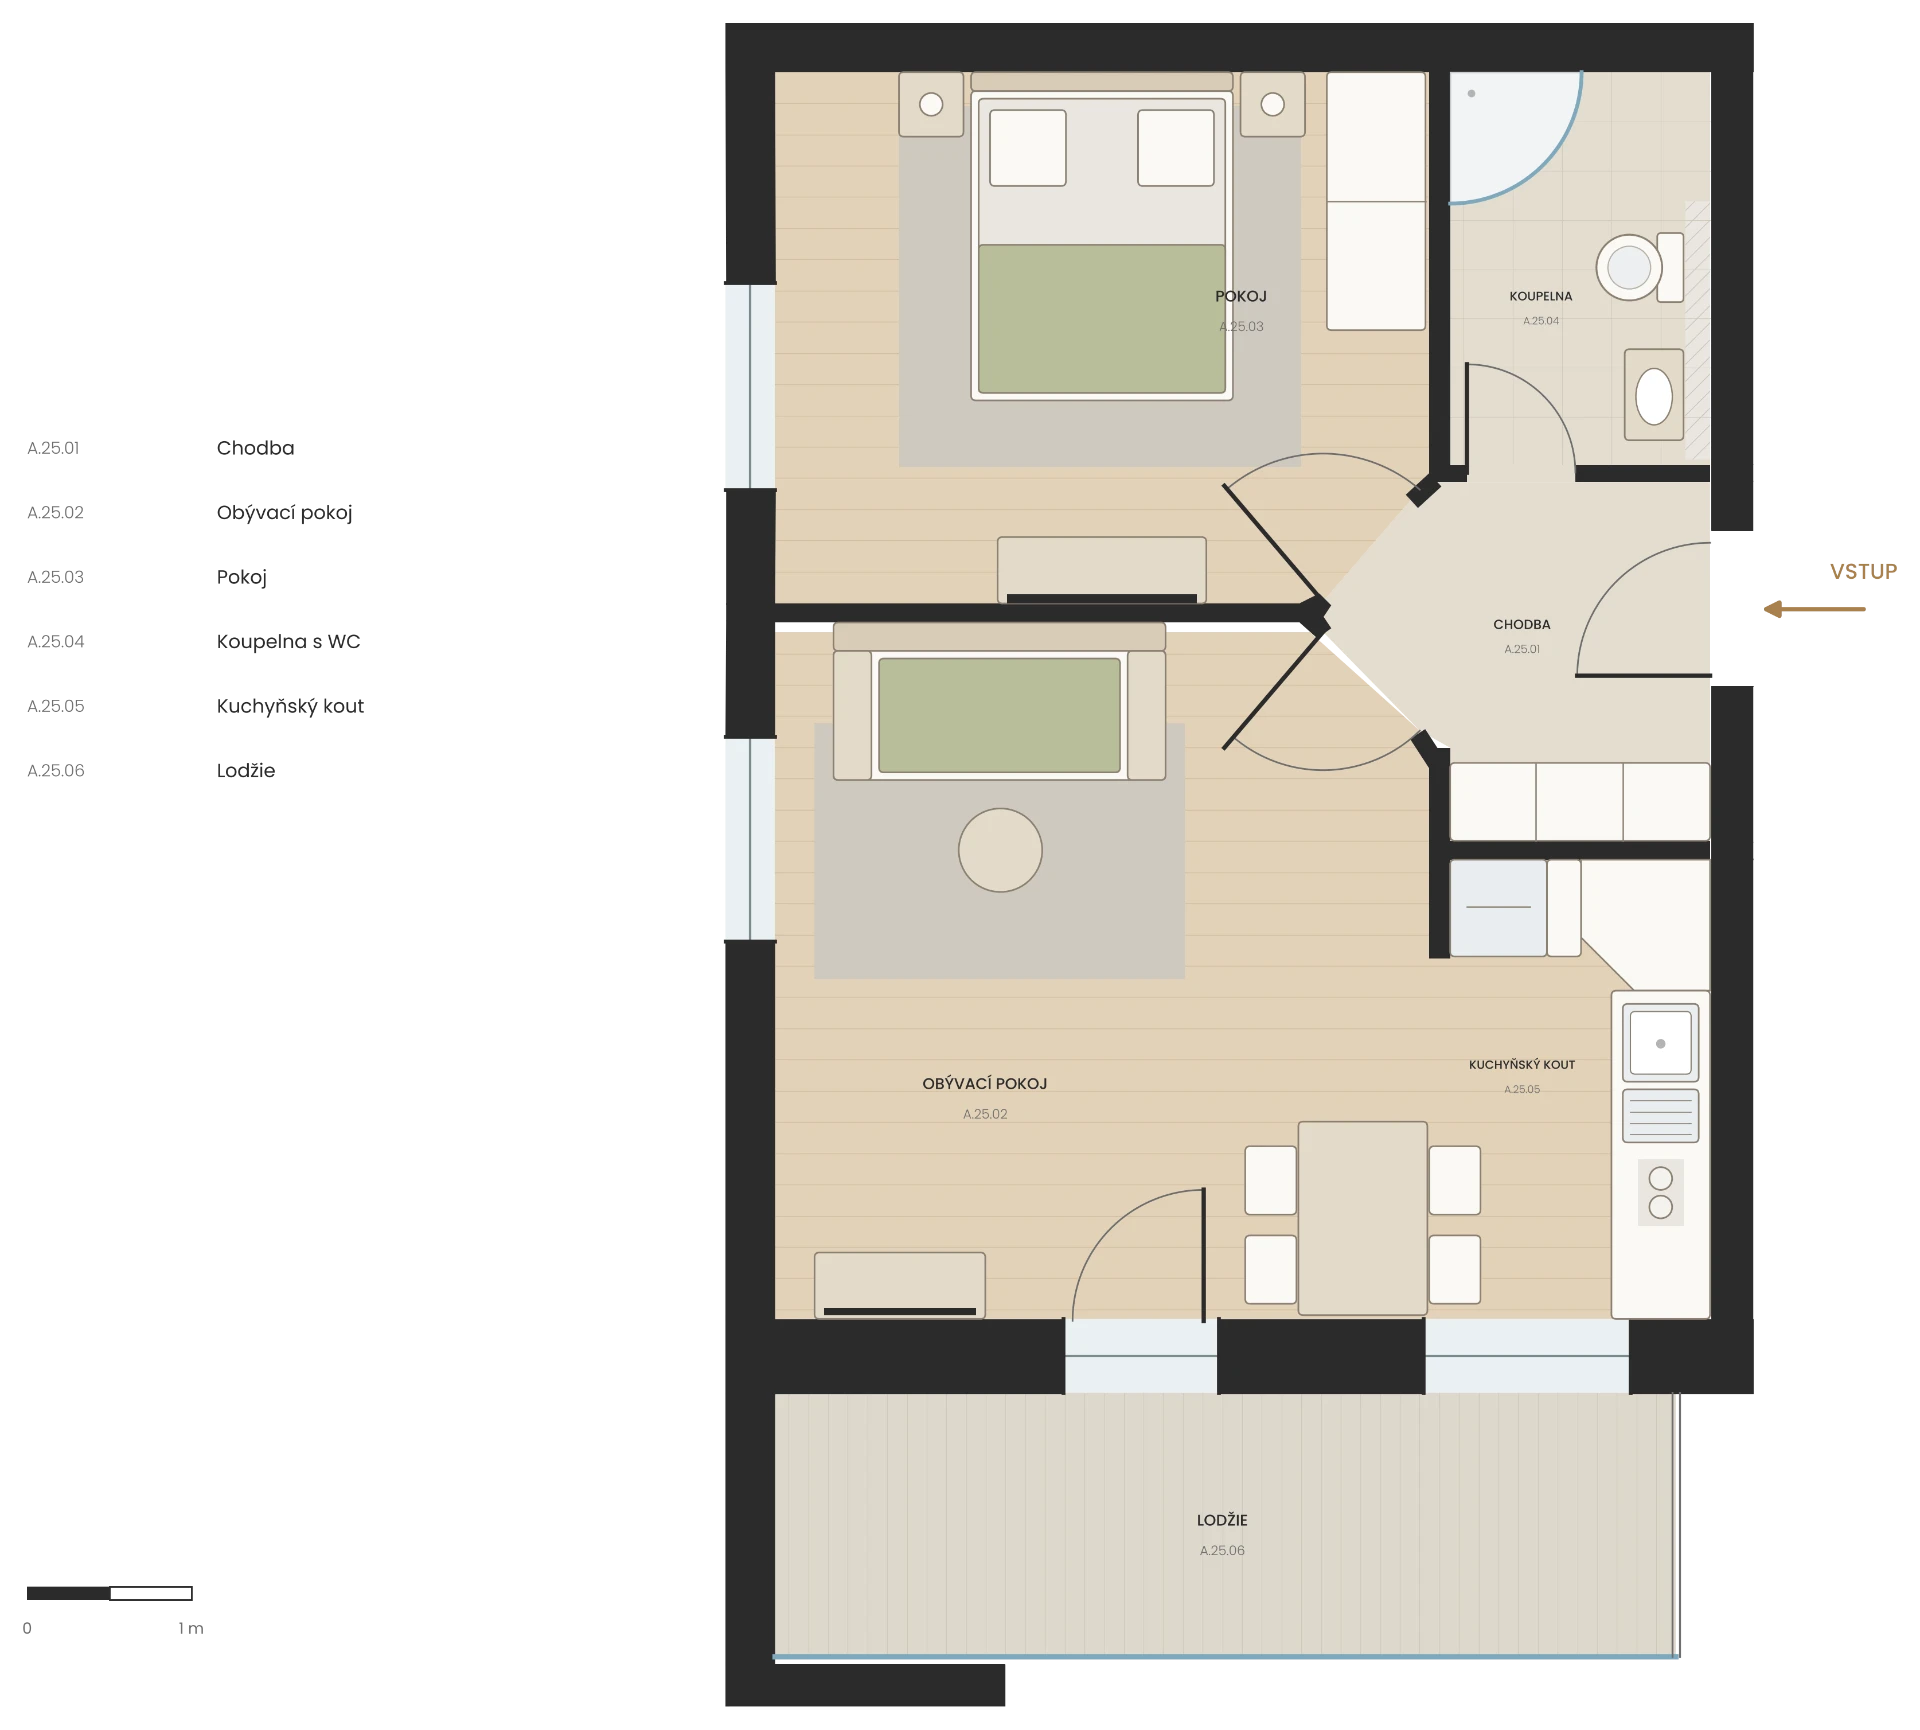 A.25.01 Chodba
A.25.02 Obývací pokoj
A.25.03 Pokoj
A.25.04 Koupelna s WC
A.25.05 Kuchyňský kout
A.25.06 Lodžie
0 1 m
POKOJ
A.25.03
KOUPELNA
A.25.04
VSTUP
CHODBA
A.25.01
OBÝVACÍ POKOJ
A.25.02
KUCHYŇSKÝ KOUT
A.25.05
LODŽIE
A.25.06